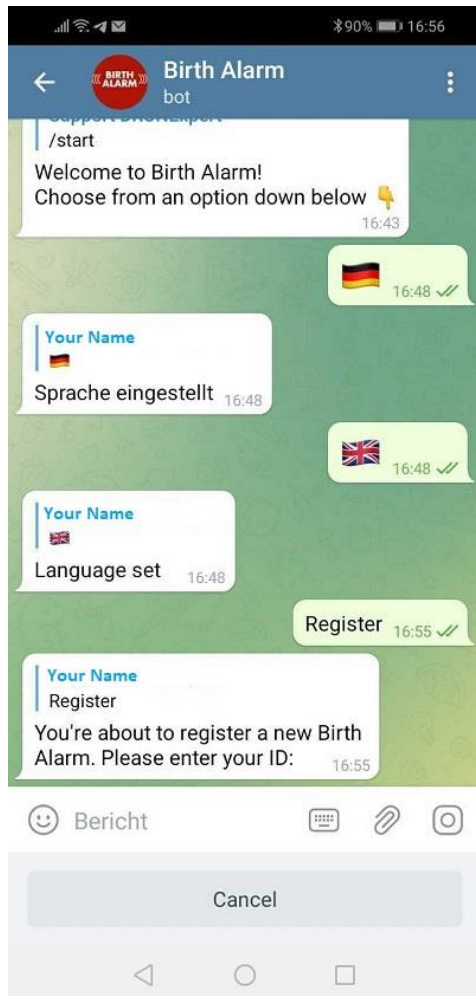 90% 16:56
BIRTH
ALARM
Birth Alarm
bot
/start
Welcome to Birth Alarm!
Choose from an option down below 👇
16:43
🇩🇪 16:48
Your Name
🇩🇪
Sprache eingestellt 16:48
🇬🇧 16:48
Your Name
🇬🇧
Language set 16:48
Register 16:55
Your Name
Register
You're about to register a new Birth
Alarm. Please enter your ID: 16:55
Bericht
Cancel